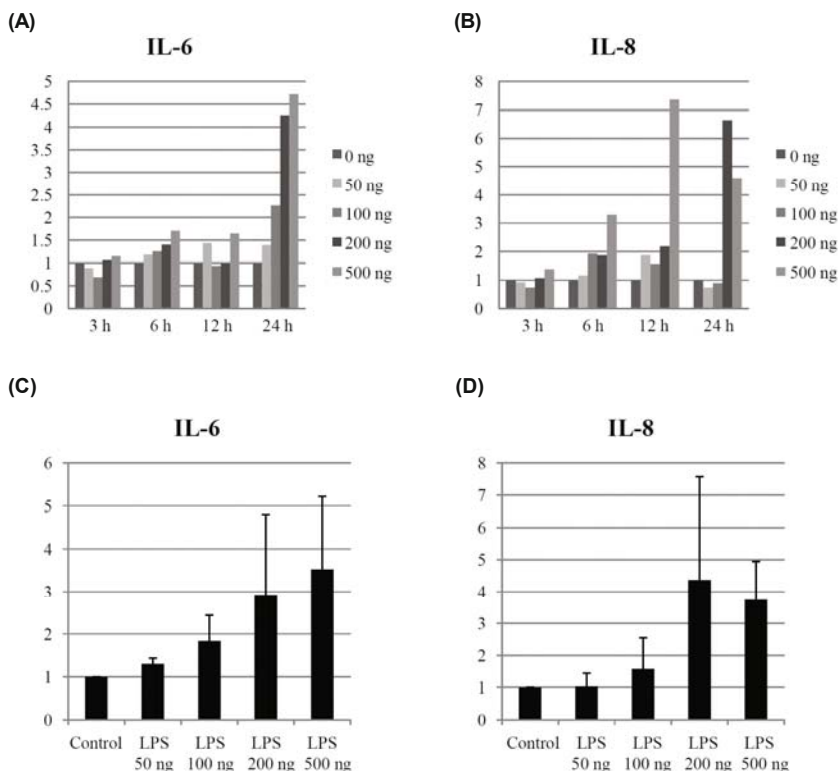 (A)
IL-6
5
4.5
4
3.5
3
2.5
2
1.5
1
0.5
0
3 h 6 h 12 h 24 h
0 ng
50 ng
100 ng
200 ng
500 ng
(B)
IL-8
8
7
6
5
4
3
2
1
0
3 h 6 h 12 h 24 h
0 ng
50 ng
100 ng
200 ng
500 ng
(C)
IL-6
6
5
4
3
2
1
0
Control LPS LPS LPS LPS
50 ng 100 ng 200 ng 500 ng
(D)
IL-8
8
7
6
5
4
3
2
1
0
Control LPS LPS LPS LPS
50 ng 100 ng 200 ng 500 ng